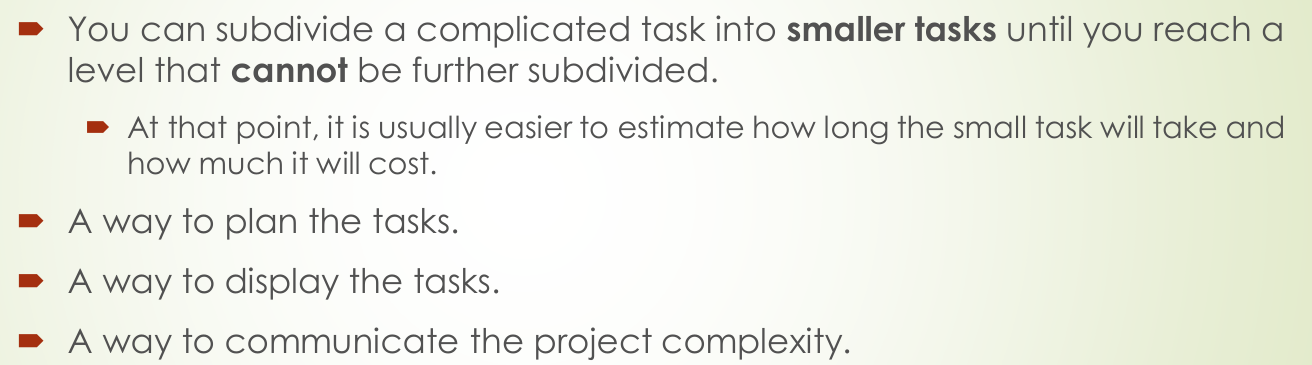 You can subdivide a complicated task into smaller tasks until you reach a
level that cannot be further subdivided.
At that point, it is usually easier to estimate how long the small task will take and
how much it will cost.
A way to plan the tasks.
A way to display the tasks.
A way to communicate the project complexity.